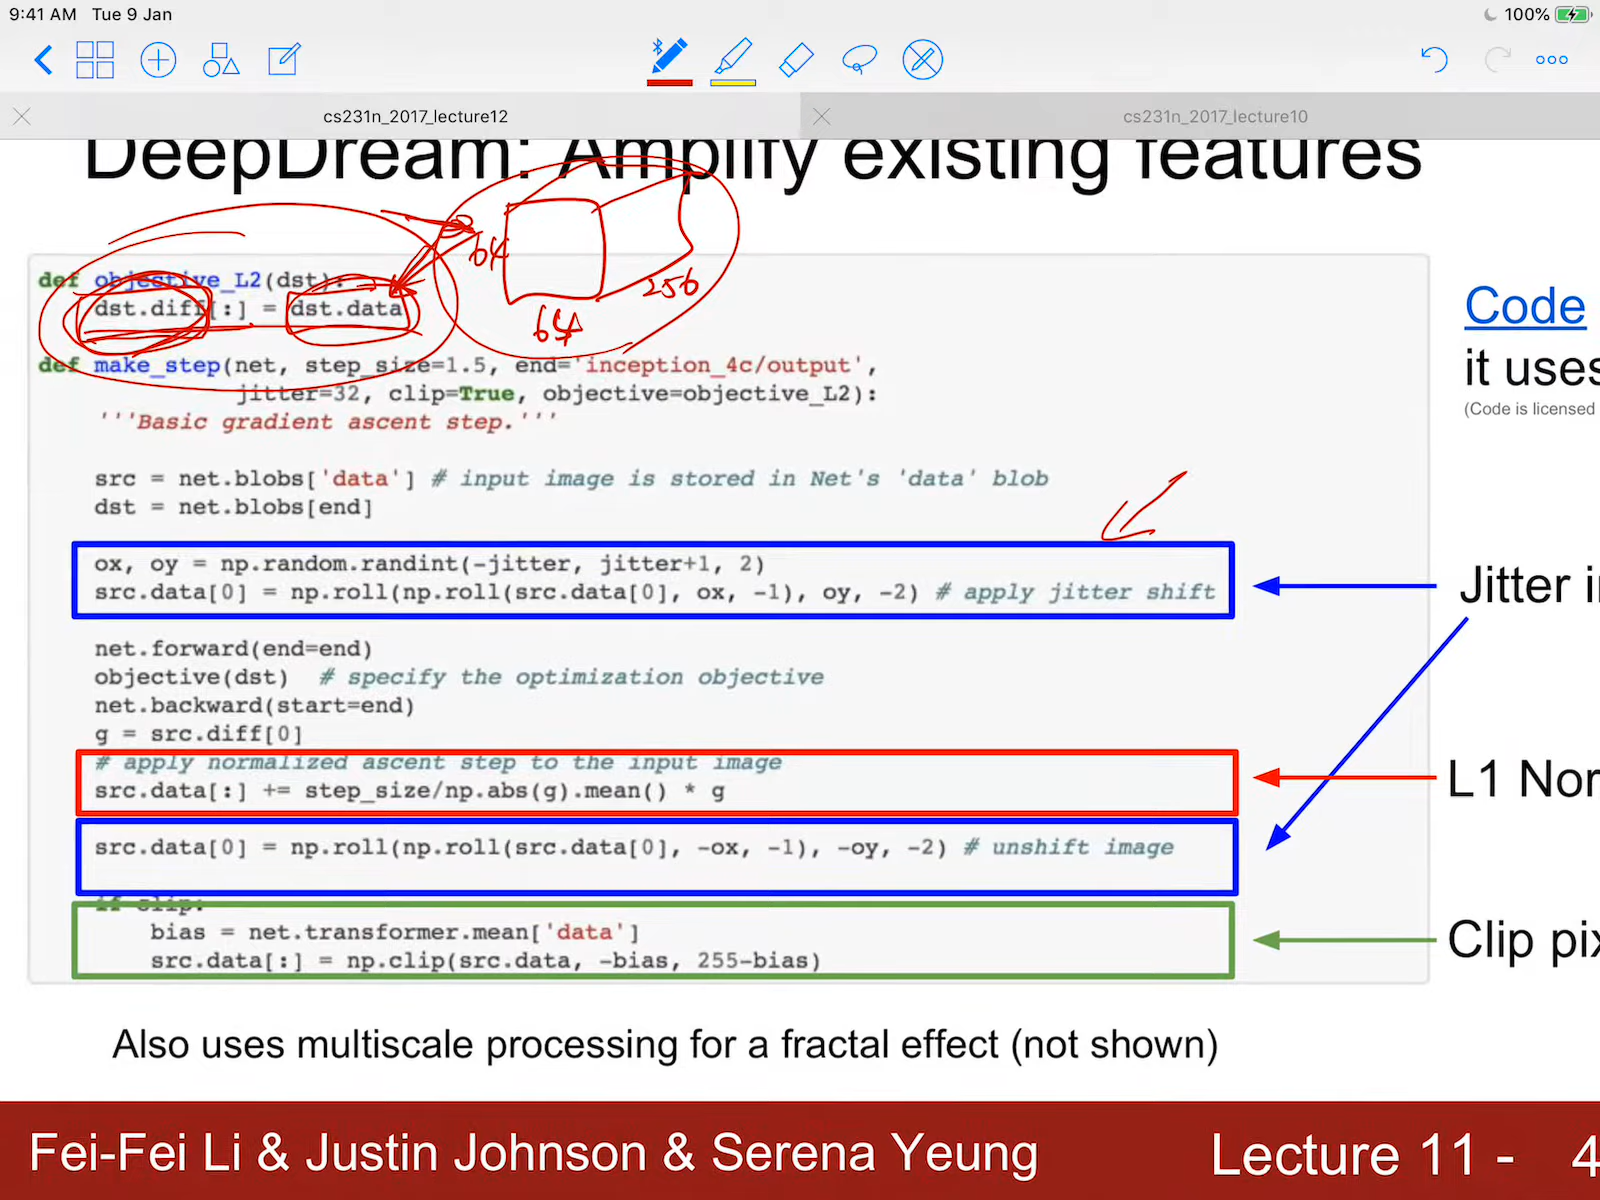 9:41 AM Tue 9 Jan
100%
cs231n_2017_lecture12
cs231n_2017_lecture10
DeepDream: Amplify existing features
64
256
64
def objective_L2(dst):
dst.diff[:] = dst.data
def make_step(net, step_size=1.5, end='inception_4c/output',
jitter=32, clip=True, objective=objective_L2):
'''Basic gradient ascent step.'''
src = net.blobs['data'] # input image is stored in Net's 'data' blob
dst = net.blobs[end]
ox, oy = np.random.randint(-jitter, jitter+1, 2)
src.data[0] = np.roll(np.roll(src.data[0], ox, -1), oy, -2) # apply jitter shift
net.forward(end=end)
objective(dst) # specify the optimization objective
net.backward(start=end)
g = src.diff[0]
# apply normalized ascent step to the input image
src.data[:] += step_size/np.abs(g).mean() * g
src.data[0] = np.roll(np.roll(src.data[0], -ox, -1), -oy, -2) # unshift image
if clip:
bias = net.transformer.mean['data']
src.data[:] = np.clip(src.data, -bias, 255-bias)
Code
it uses
(Code is licensed
Jitter
L1 Nor
Clip pix
Also uses multiscale processing for a fractal effect (not shown)
Fei-Fei Li & Justin Johnson & Serena Yeung
Lecture 11 - 4